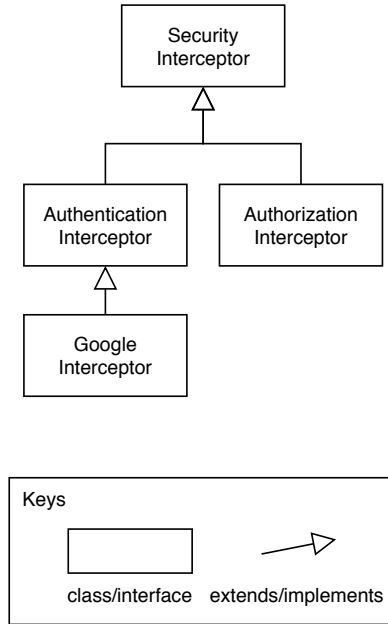 Security
Interceptor
Authentication
Interceptor
Authorization
Interceptor
Google
Interceptor
Keys
class/interface
extends/implements